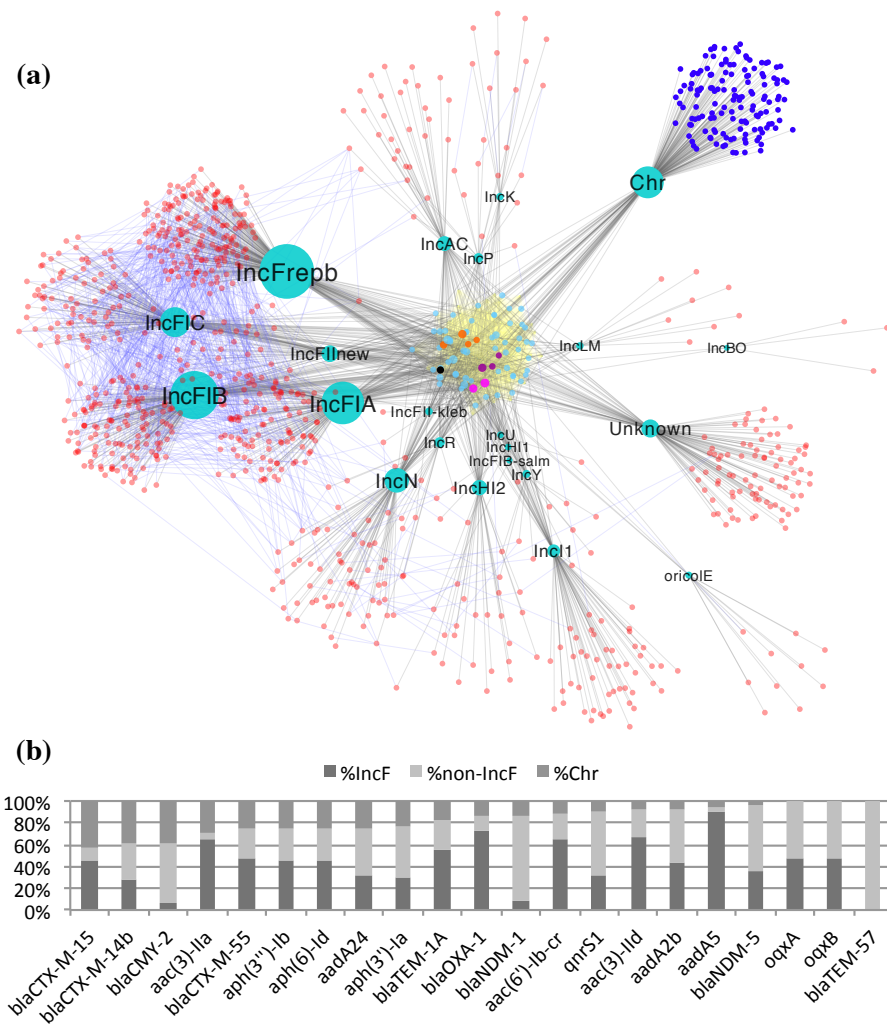 (a)
IncK
Chr
IncAC
IncP
IncFrepb
IncFIC
IncFIInew
IncLM
IncBO
IncFIB
IncFIA
IncFII-kleb
Unknown
IncR
IncU
IncHI1
IncFIB-salm
IncN
IncHI2
IncY
IncI1
oricolE
(b)
%IncF %non-IncF %Chr
100%
80%
60%
40%
20%
0%
blaCTX-M-15
blaCTX-M-14b
blaCMY-2
aac(3)-IIa
blaCTX-M-55
aph(3'')-Ib
aph(6)-Id
aadA24
aph(3')-Ia
blaTEM-1A
blaOXA-1
blaNDM-1
aac(6')-Ib-cr
qnrS1
aac(3)-IId
aadA2b
aadA5
blaNDM-5
oqxA
oqxB
blaTEM-57